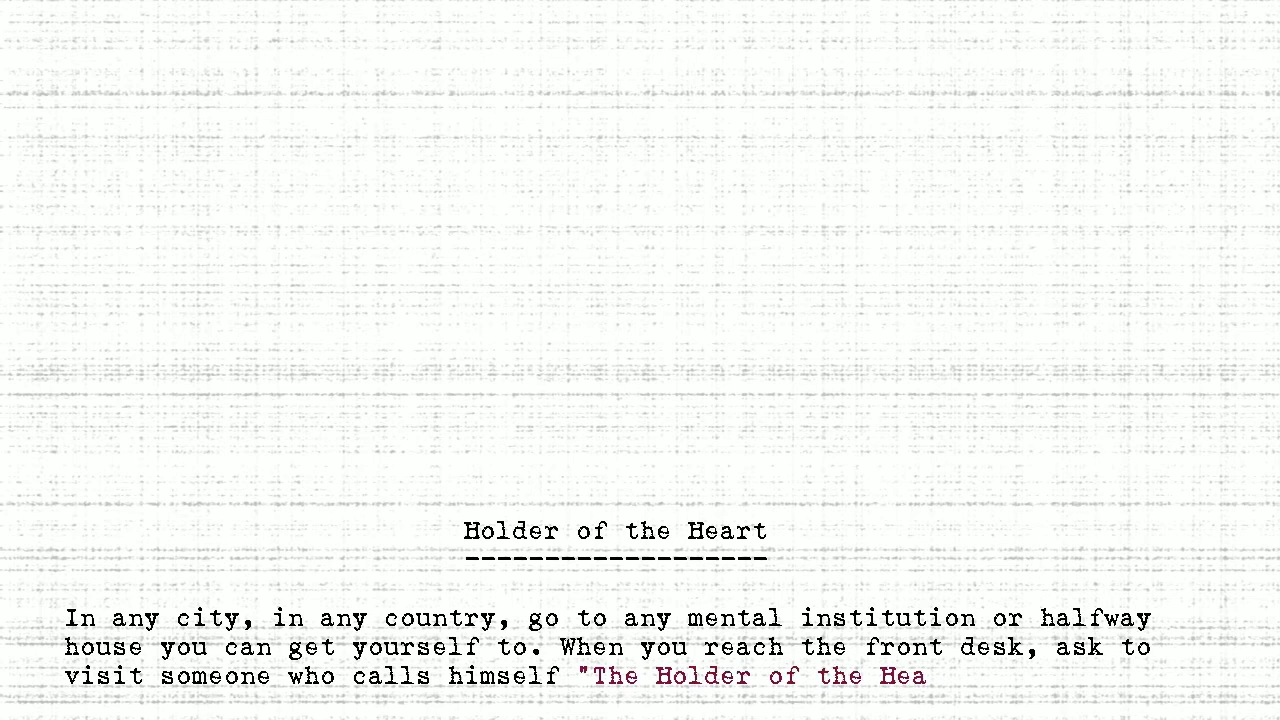 Holder of the Heart
-------------------
In any city, in any country, go to any mental institution or halfway
house you can get yourself to. When you reach the front desk, ask to
visit someone who calls himself "The Holder of the Hea